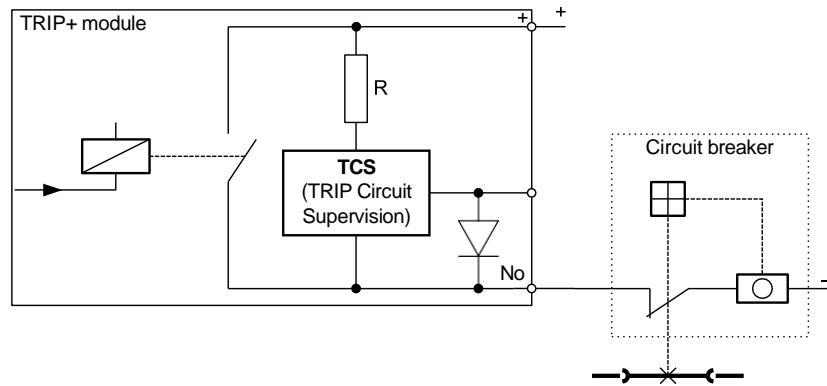 TRIP+ module
+
+
R
TCS
(TRIP Circuit
Supervision)
No
Circuit breaker
-